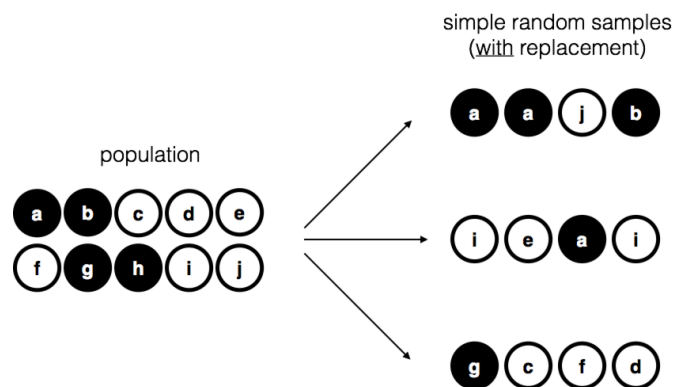 simple random samples
(with replacement)
a a j b
population
a b c d e
i e a i
f g h i j
g c f d